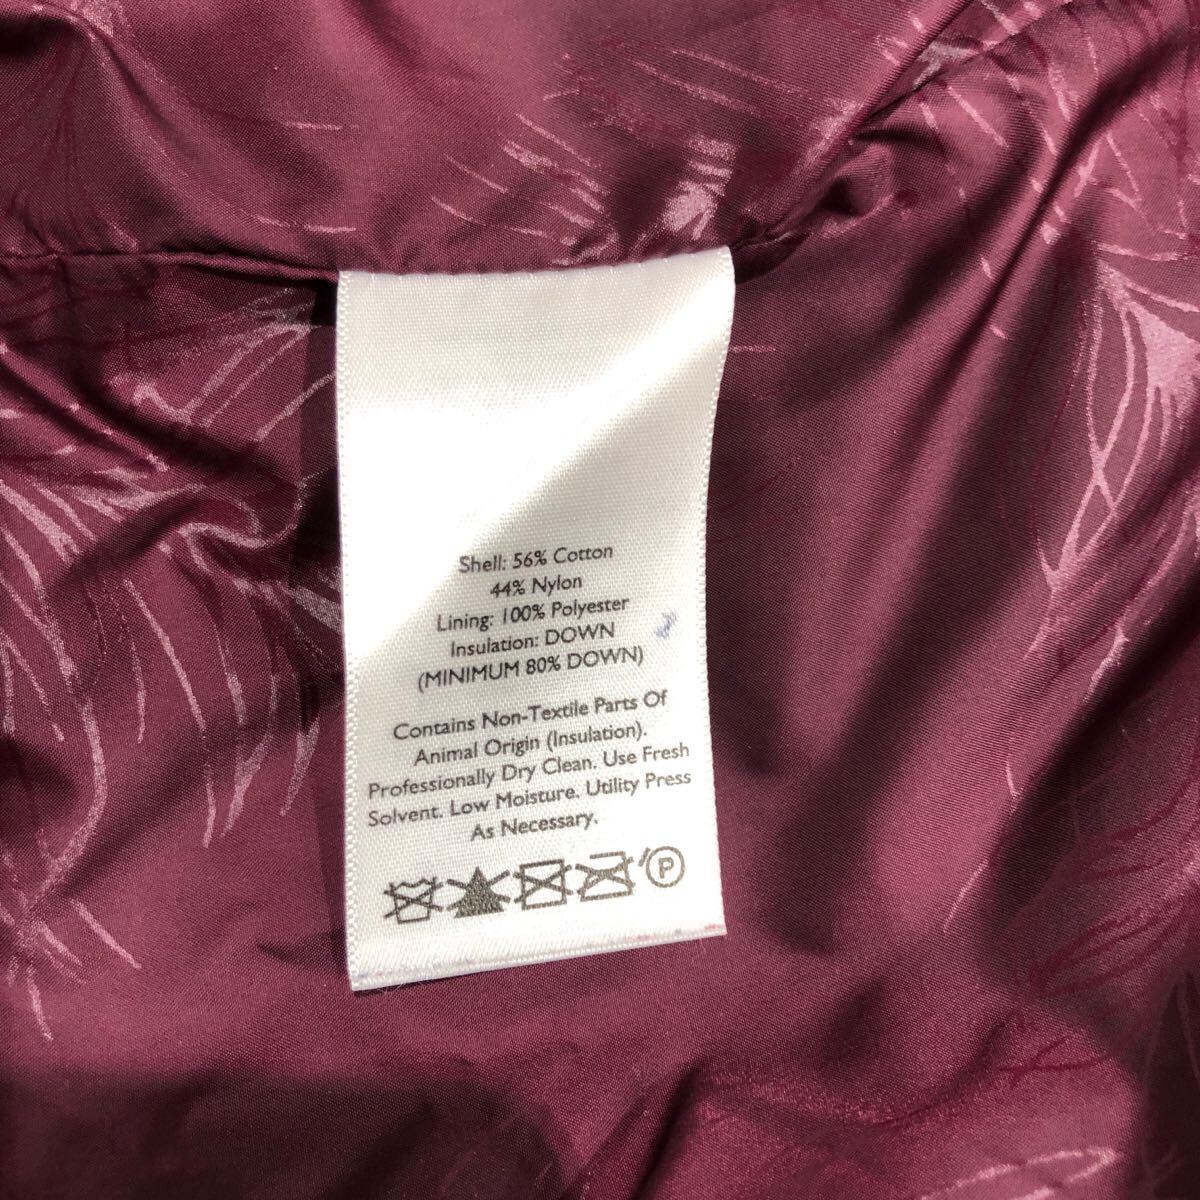 Shell: 56% Cotton
44% Nylon
Lining: 100% Polyester
Insulation: DOWN
(MINIMUM 80% DOWN)
Contains Non-Textile Parts Of
Animal Origin (Insulation).
Professionally Dry Clean. Use Fresh
Solvent. Low Moisture. Utility Press
As Necessary.
P